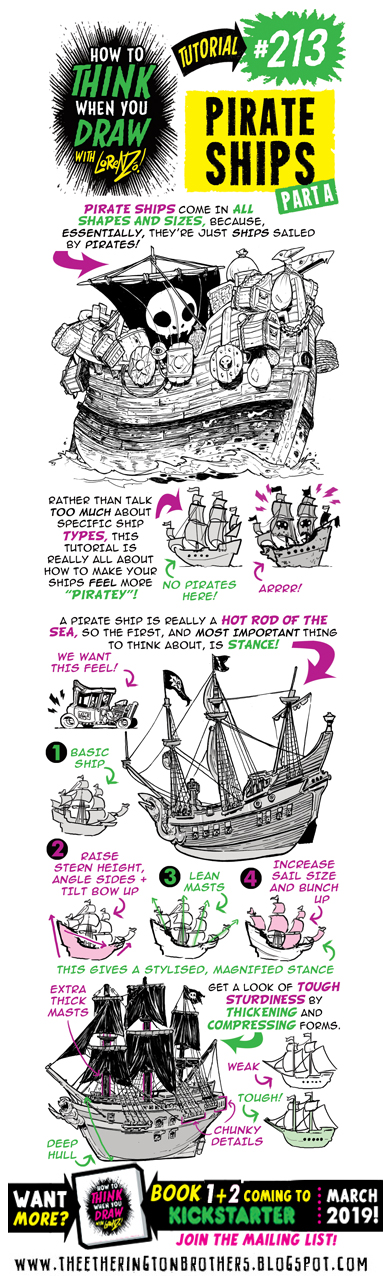 HOW TO
THINK
WHEN YOU
DRAW
WITH LORENZO!
TUTORIAL
#213
PIRATE
SHIPS
PART A
PIRATE SHIPS COME IN ALL
SHAPES AND SIZES, BECAUSE,
ESSENTIALLY, THEY'RE JUST SHIPS SAILED
BY PIRATES!
RATHER THAN TALK
TOO MUCH ABOUT
SPECIFIC SHIP
TYPES, THIS
TUTORIAL IS
REALLY ALL ABOUT
HOW TO MAKE YOUR
SHIPS FEEL MORE
"PIRATEY"!
NO PIRATES
HERE!
ARRRR!
A PIRATE SHIP IS REALLY A HOT ROD OF THE
SEA, SO THE FIRST, AND MOST IMPORTANT THING
TO THINK ABOUT, IS STANCE!
WE WANT
THIS FEEL!
1 BASIC
SHIP
2 RAISE
STERN HEIGHT,
ANGLE SIDES +
TILT BOW UP
3 LEAN
MASTS
4 INCREASE
SAIL SIZE
AND BUNCH
UP
THIS GIVES A STYLISED, MAGNIFIED STANCE
EXTRA
THICK
MASTS
GET A LOOK OF TOUGH
STURDINESS BY
THICKENING AND
COMPRESSING FORMS.
WEAK
TOUGH!
CHUNKY
DETAILS
DEEP
HULL
WANT
MORE?
HOW TO
THINK
WHEN YOU
DRAW
WITH LORENZO!
BOOK 1+2 COMING TO
KICKSTARTER
MARCH
2019!
JOIN THE MAILING LIST!
WWW.THEETHERINGTONBROTHERS.BLOGSPOT.COM